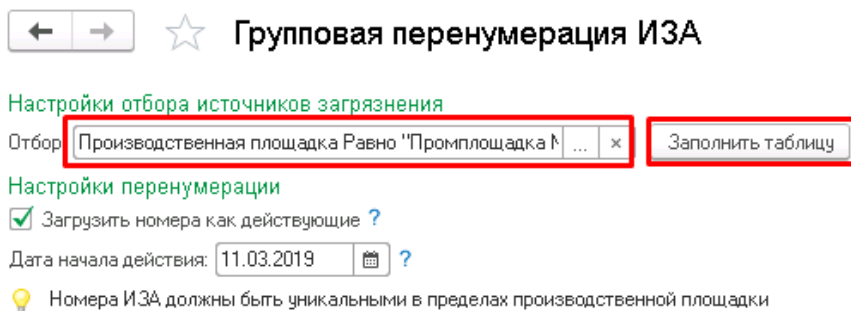 Групповая перенумерация ИЗА
Настройки отбора источников загрязнения
Отбор: Производственная площадка Равно "Промплощадка № ... × Заполнить таблицу
Настройки перенумерации
Загрузить номера как действующие ?
Дата начала действия: 11.03.2019 ?
Номера ИЗА должны быть уникальными в пределах производственной площадки